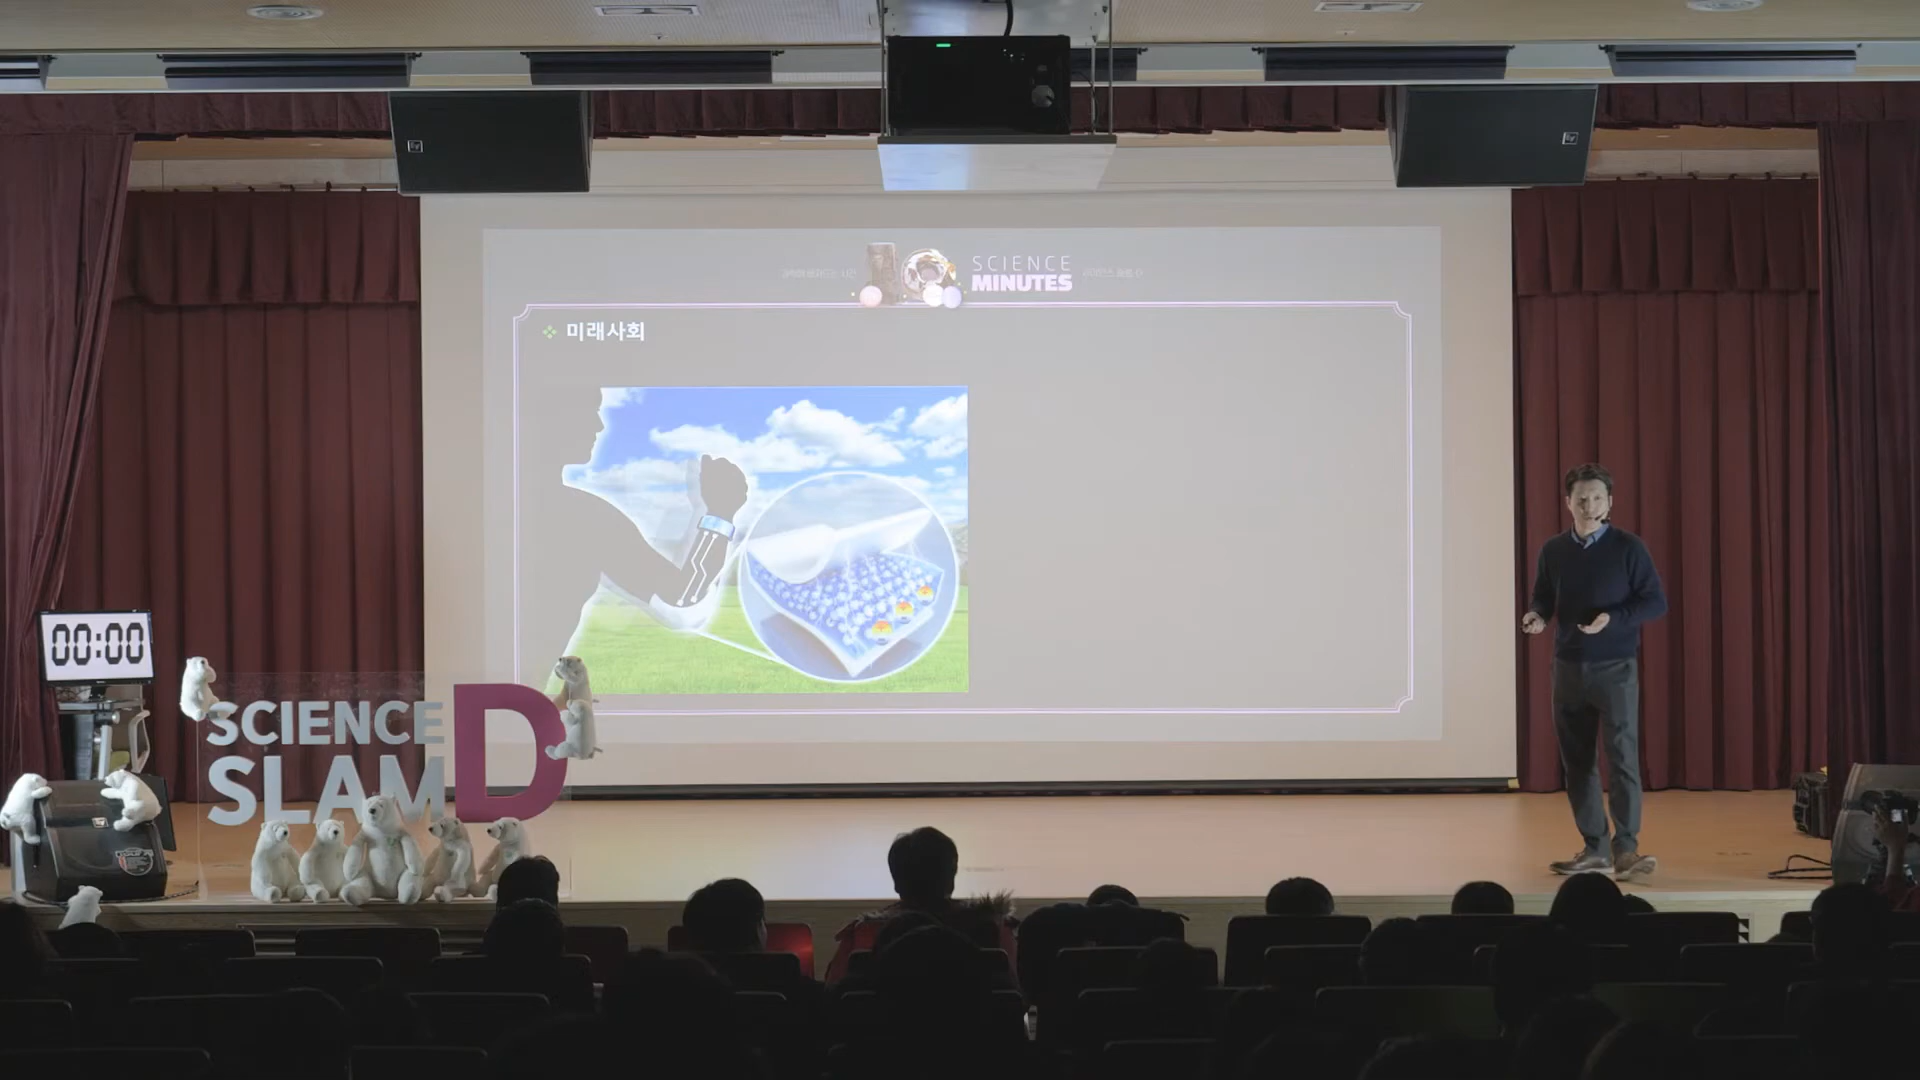 SCIENCE
MINUTES
미래사회
00:00
SCIENCE
SLAM D